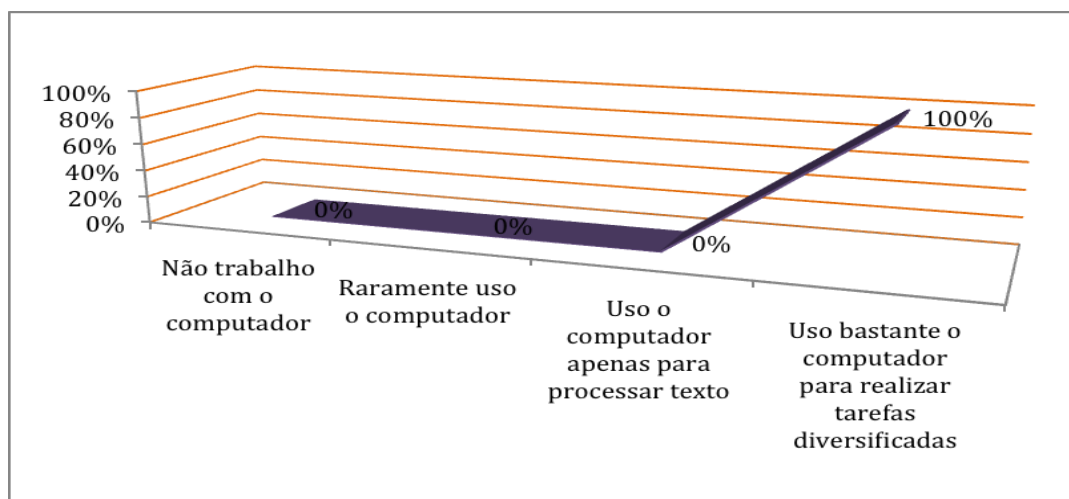 100%
80%
60%
40%
20%
0%
0%
0%
0%
100%
Não trabalho
com o
computador
Raramente uso
o computador
Uso o
computador
apenas para
processar texto
Uso bastante o
computador
para realizar
tarefas
diversificadas